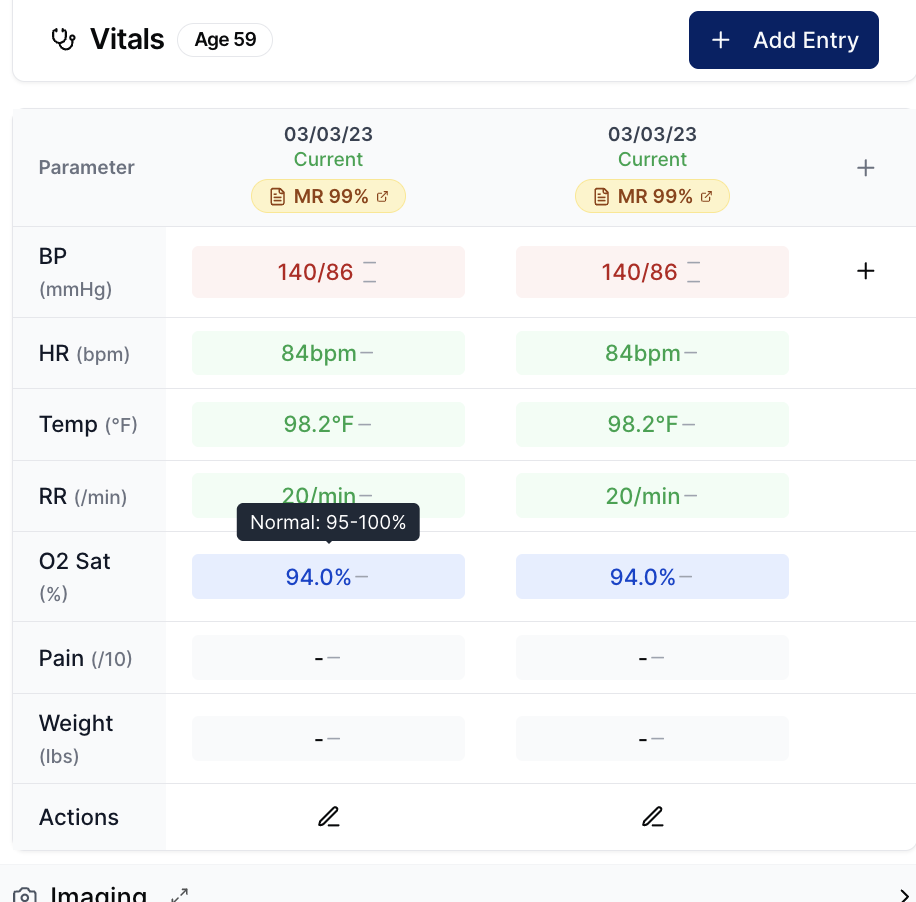 Vitals Age 59 + Add Entry
Parameter 03/03/23 03/03/23 +
Current Current
MR 99% MR 99%
BP (mmHg) 140/86 — — 140/86 — — +
HR (bpm) 84bpm — 84bpm —
Temp (°F) 98.2°F — 98.2°F —
RR (/min) 20/min — 20/min —
Normal: 95-100%
O2 Sat (%) 94.0% — 94.0% —
Pain (/10) - — - —
Weight (lbs) - — - —
Actions
Imaging